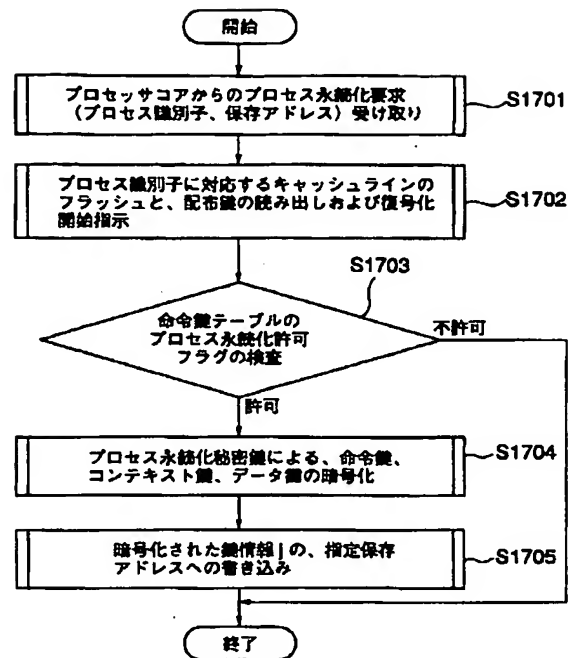 開始
プロセッサコアからのプロセス永続化要求
(プロセス識別子、保存アドレス)受け取り
S1701
プロセス識別子に対応するキャッシュラインの
フラッシュと、配布鍵の読み出しおよび復号化
開始指示
S1702
S1703
命令鍵テーブルの
プロセス永続化許可
フラグの検査
不許可
許可
プロセス永続化秘密鍵による、命令鍵、
コンテキスト鍵、データ鍵の暗号化
S1704
暗号化された鍵情報」の、指定保存
アドレスへの書き込み
S1705
終了